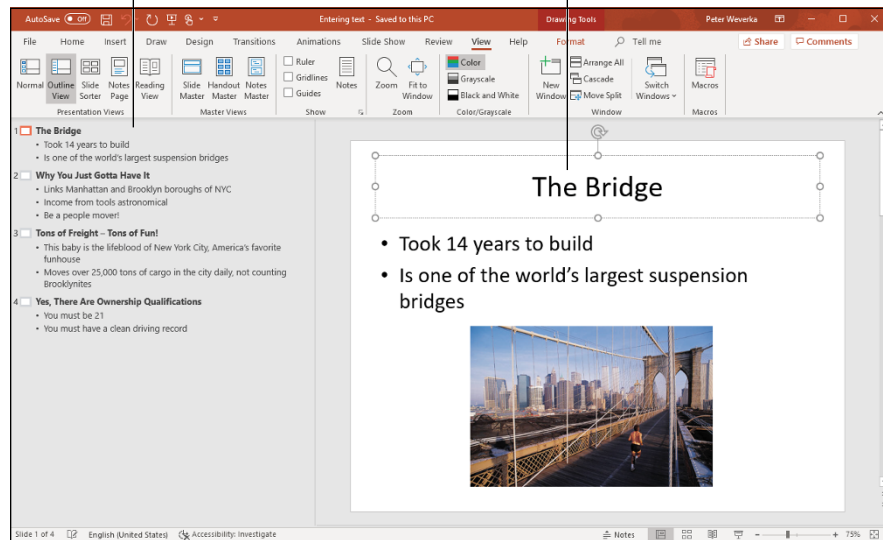 AutoSave Off Entering text - Saved to this PC Drawing Tools Peter Weverka
File Home Insert Draw Design Transitions Animations Slide Show Review View Help Format Tell me Share Comments
Normal Outline View Slide Sorter Notes Page Reading View
Presentation Views
Slide Master Handout Master Notes Master
Master Views
Ruler
Gridlines
Guides
Notes
Show
Zoom Fit to Window
Zoom
Color
Grayscale
Black and White
Color/Grayscale
New Window
Arrange All
Cascade
Move Split
Switch Windows
Window
Macros
Macros
1 The Bridge
• Took 14 years to build
• Is one of the world's largest suspension bridges
2 Why You Just Gotta Have It
• Links Manhattan and Brooklyn boroughs of NYC
• Income from tools astronomical
• Be a people mover!
3 Tons of Freight – Tons of Fun!
• This baby is the lifeblood of New York City, America's favorite
funhouse
• Moves over 25,000 tons of cargo in the city daily, not counting
Brooklynites
4 Yes, There Are Ownership Qualifications
• You must be 21
• You must have a clean driving record
The Bridge
• Took 14 years to build
• Is one of the world's largest suspension
bridges
Slide 1 of 4 English (United States) Accessibility: Investigate Notes 75%